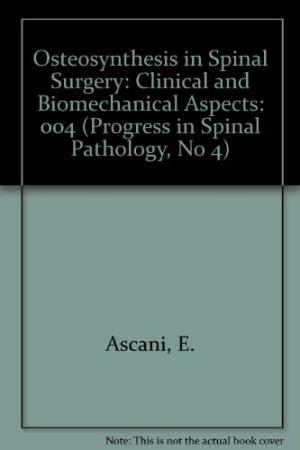 Osteosynthesis in Spinal
Surgery: Clinical and
Biomechanical Aspects:
004 (Progress in Spinal
Pathology, No 4)
Ascani, E.
Note: This is not the actual book cover